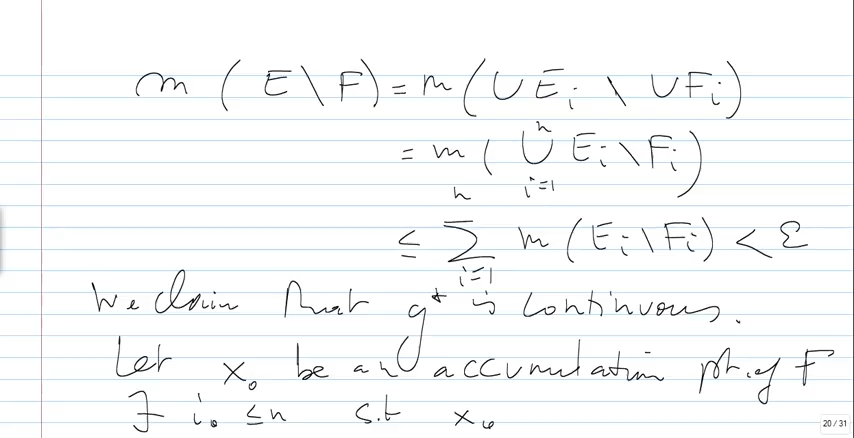 m ( E \ F ) = m ( ∪ E_i \ ∪ F_i )
= m ( ∪_{i=1}^{n} E_i \ F_i )
≤ ∑_{i=1}^{n} m ( E_i \ F_i ) < ε
We claim that g* is continuous.
Let x_0 be an accumulation pt. of F
∃ i_0 ≤ n s.t x_0
20 / 31